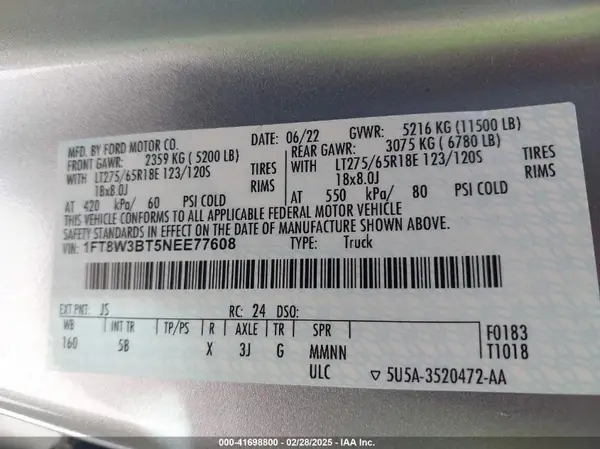 MFD. BY FORD MOTOR CO.
DATE: 06/22 GVWR: 5216 KG (11500 LB)
FRONT GAWR: 2359 KG ( 5200 LB)
REAR GAWR: 3075 KG ( 6780 LB)
WITH LT275/65R18E 123/120S TIRES
WITH LT275/65R18E 123/120S TIRES
18x8.0J RIMS
18x8.0J RIMS
AT 420 kPa/ 60 PSI COLD
AT 550 kPa/ 80 PSI COLD
THIS VEHICLE CONFORMS TO ALL APPLICABLE FEDERAL MOTOR VEHICLE
SAFETY STANDARDS IN EFFECT ON THE DATE OF MANUFACTURE SHOWN ABOVE.
VIN: 1FT8W3BT5NEE77608 TYPE: Truck
EXT PNT: JS RC: 24 DSO:
WB INT TR TP/PS R AXLE TR SPR
160 5B X 3J G MMNN
ULC
F0183
T1018
▽ 5U5A-3520472-AA
000-41698800 - 02/28/2025 - IAA Inc.